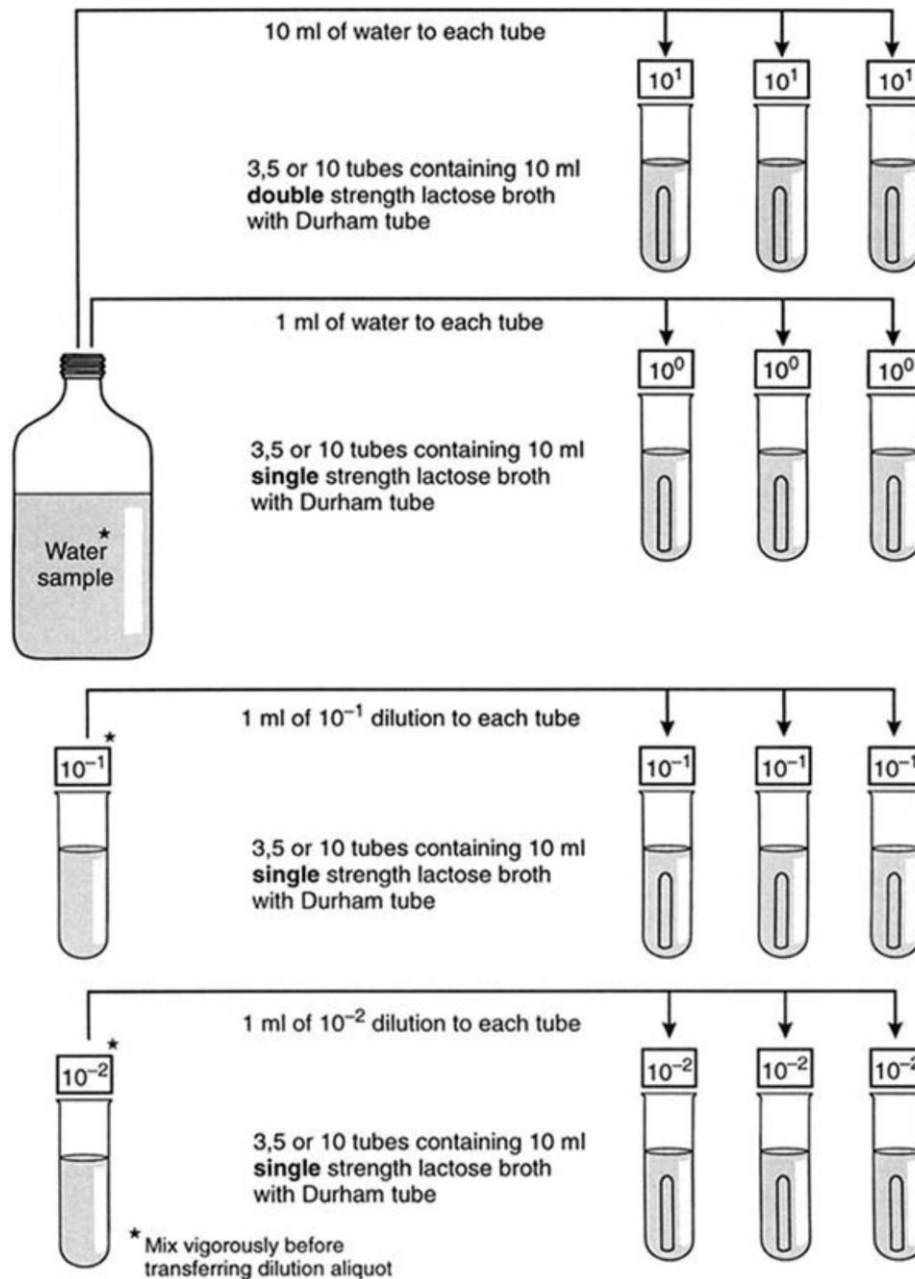 10 ml of water to each tube
10¹ 10¹ 10¹
3,5 or 10 tubes containing 10 ml
double strength lactose broth
with Durham tube
1 ml of water to each tube
10⁰ 10⁰ 10⁰
3,5 or 10 tubes containing 10 ml
single strength lactose broth
with Durham tube
Water *
sample
1 ml of 10⁻¹ dilution to each tube
10⁻¹ * 10⁻¹ 10⁻¹ 10⁻¹
3,5 or 10 tubes containing 10 ml
single strength lactose broth
with Durham tube
1 ml of 10⁻² dilution to each tube
10⁻² * 10⁻² 10⁻² 10⁻²
3,5 or 10 tubes containing 10 ml
single strength lactose broth
with Durham tube
* Mix vigorously before
transferring dilution aliquot